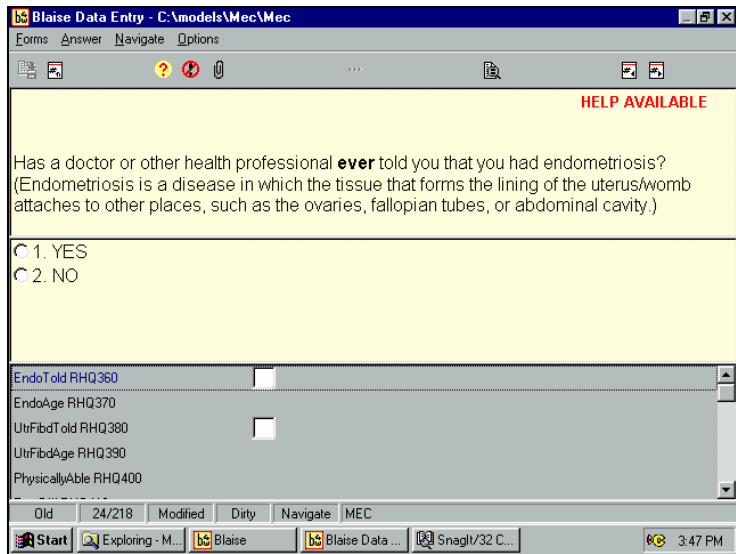 Blaise Data Entry - C:\models\Mec\Mec
Forms Answer Navigate Options
HELP AVAILABLE
Has a doctor or other health professional ever told you that you had endometriosis?
(Endometriosis is a disease in which the tissue that forms the lining of the uterus/womb
attaches to other places, such as the ovaries, fallopian tubes, or abdominal cavity.)
1. YES
2. NO
EndoTold RHQ360
EndoAge RHQ370
UtrFibdTold RHQ380
UtrFibdAge RHQ390
PhysicallyAble RHQ400
Old 24/218 Modified Dirty Navigate MEC
Start Exploring - M... Blaise Blaise Data ... SnagIt/32 C... 3:47 PM